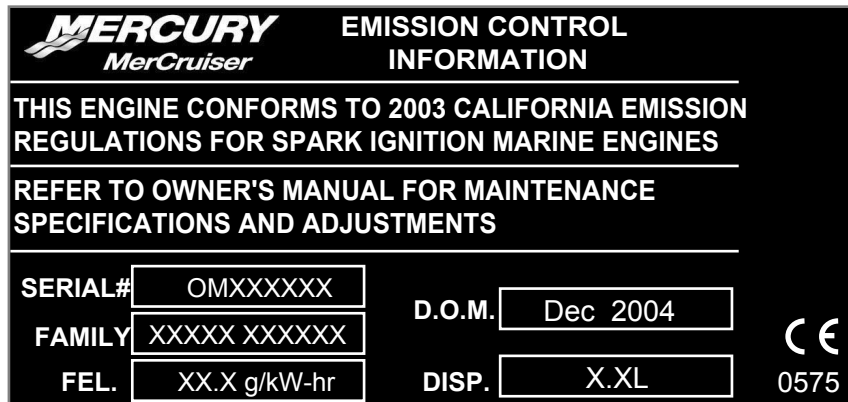 MERCURY
MerCruiser
EMISSION CONTROL
INFORMATION
THIS ENGINE CONFORMS TO 2003 CALIFORNIA EMISSION
REGULATIONS FOR SPARK IGNITION MARINE ENGINES
REFER TO OWNER'S MANUAL FOR MAINTENANCE
SPECIFICATIONS AND ADJUSTMENTS
SERIAL# OMXXXXXX
FAMILY XXXXX XXXXXX
FEL. XX.X g/kW-hr
D.O.M. Dec 2004
DISP. X.XL
CE
0575